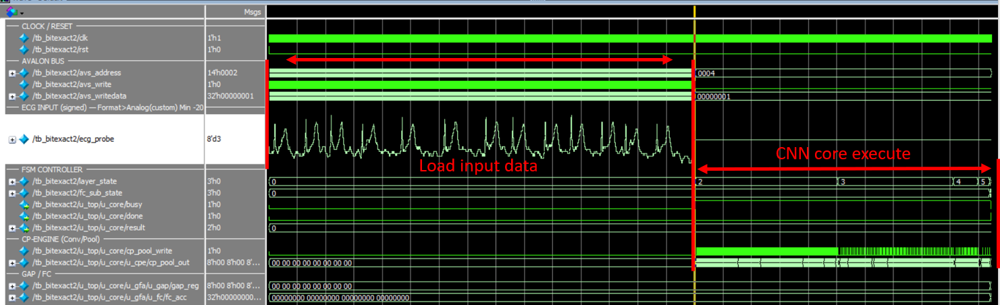 Msgs
CLOCK / RESET
/tb_bitexact2/clk 1'h1
/tb_bitexact2/rst 1'h0
AVALON BUS
/tb_bitexact2/avs_address 14'h0002 0004
/tb_bitexact2/avs_write 1'h0
/tb_bitexact2/avs_writedata 32'h00000001 00000001
ECG INPUT (signed) — Format>Analog(custom) Min -20
/tb_bitexact2/ecg_probe 8'd3
Load input data
CNN core execute
FSM CONTROLLER
/tb_bitexact2/layer_state 3'h0 0 2 3 4 5
/tb_bitexact2/fc_sub_state 3'h0 0
/tb_bitexact2/u_top/u_core/busy 1'h0
/tb_bitexact2/u_top/u_core/done 1'h0
/tb_bitexact2/u_top/u_core/result 2'h0 0
CP-ENGINE (Conv/Pool)
/tb_bitexact2/u_top/u_core/cp_pool_write 1'h0
/tb_bitexact2/u_top/u_core/u_cpe/cp_pool_out 8'h00 8'h00 8'... 00 00 00 00 00 00 00 00
GAP / FC
/tb_bitexact2/u_top/u_core/u_gfa/u_gap/gap_reg 8'h00 8'h00 8'... 00 00 00 00 00 00 00 00
/tb_bitexact2/u_top/u_core/u_gfa/u_fc/fc_acc 32'h00000000... 00000000 00000000 00000000 00000000